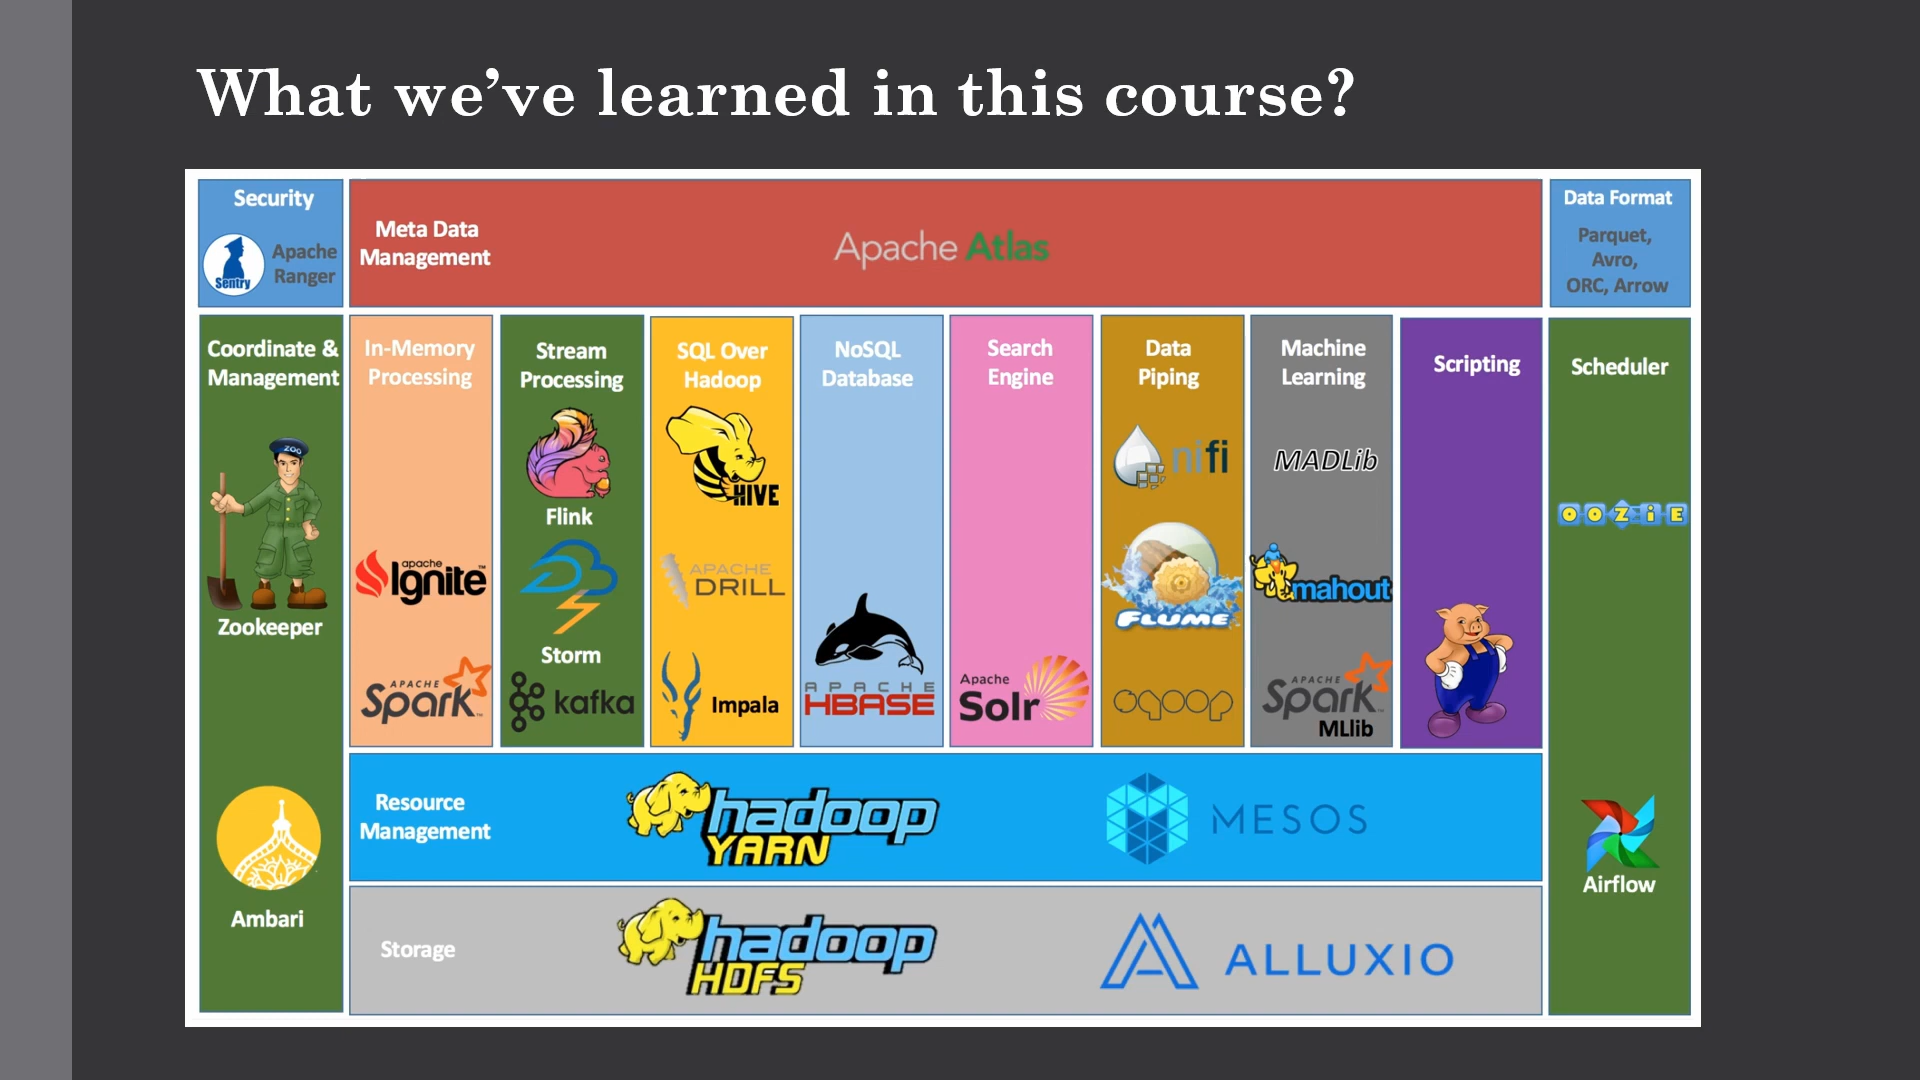 What we've learned in this course?
Security
Sentry
Apache
Ranger
Meta Data
Management
Apache Atlas
Data Format
Parquet,
Avro,
ORC, Arrow
Coordinate &
Management
ZOO
Zookeeper
Ambari
In-Memory
Processing
apache
Ignite™
APACHE
Spark™
Stream
Processing
Flink
Storm
kafka
SQL Over
Hadoop
HIVE
APACHE
DRILL
Impala
NoSQL
Database
APACHE
HBASE
Search
Engine
Apache
Solr
Data
Piping
nifi
FLUME
sqoop
Machine
Learning
MADLib
mahout
APACHE
Spark™
MLlib
Scripting
Scheduler
OOZiE
Airflow
Resource
Management
hadoop
YARN
MESOS
Storage
hadoop
HDFS
ALLUXIO